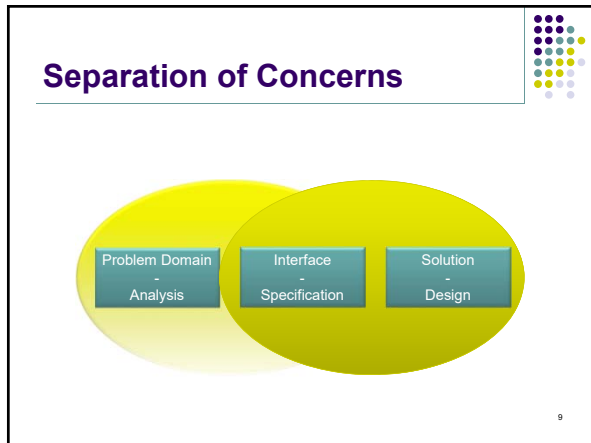 Separation of Concerns
Problem Domain
-
Analysis
Interface
-
Specification
Solution
-
Design
9